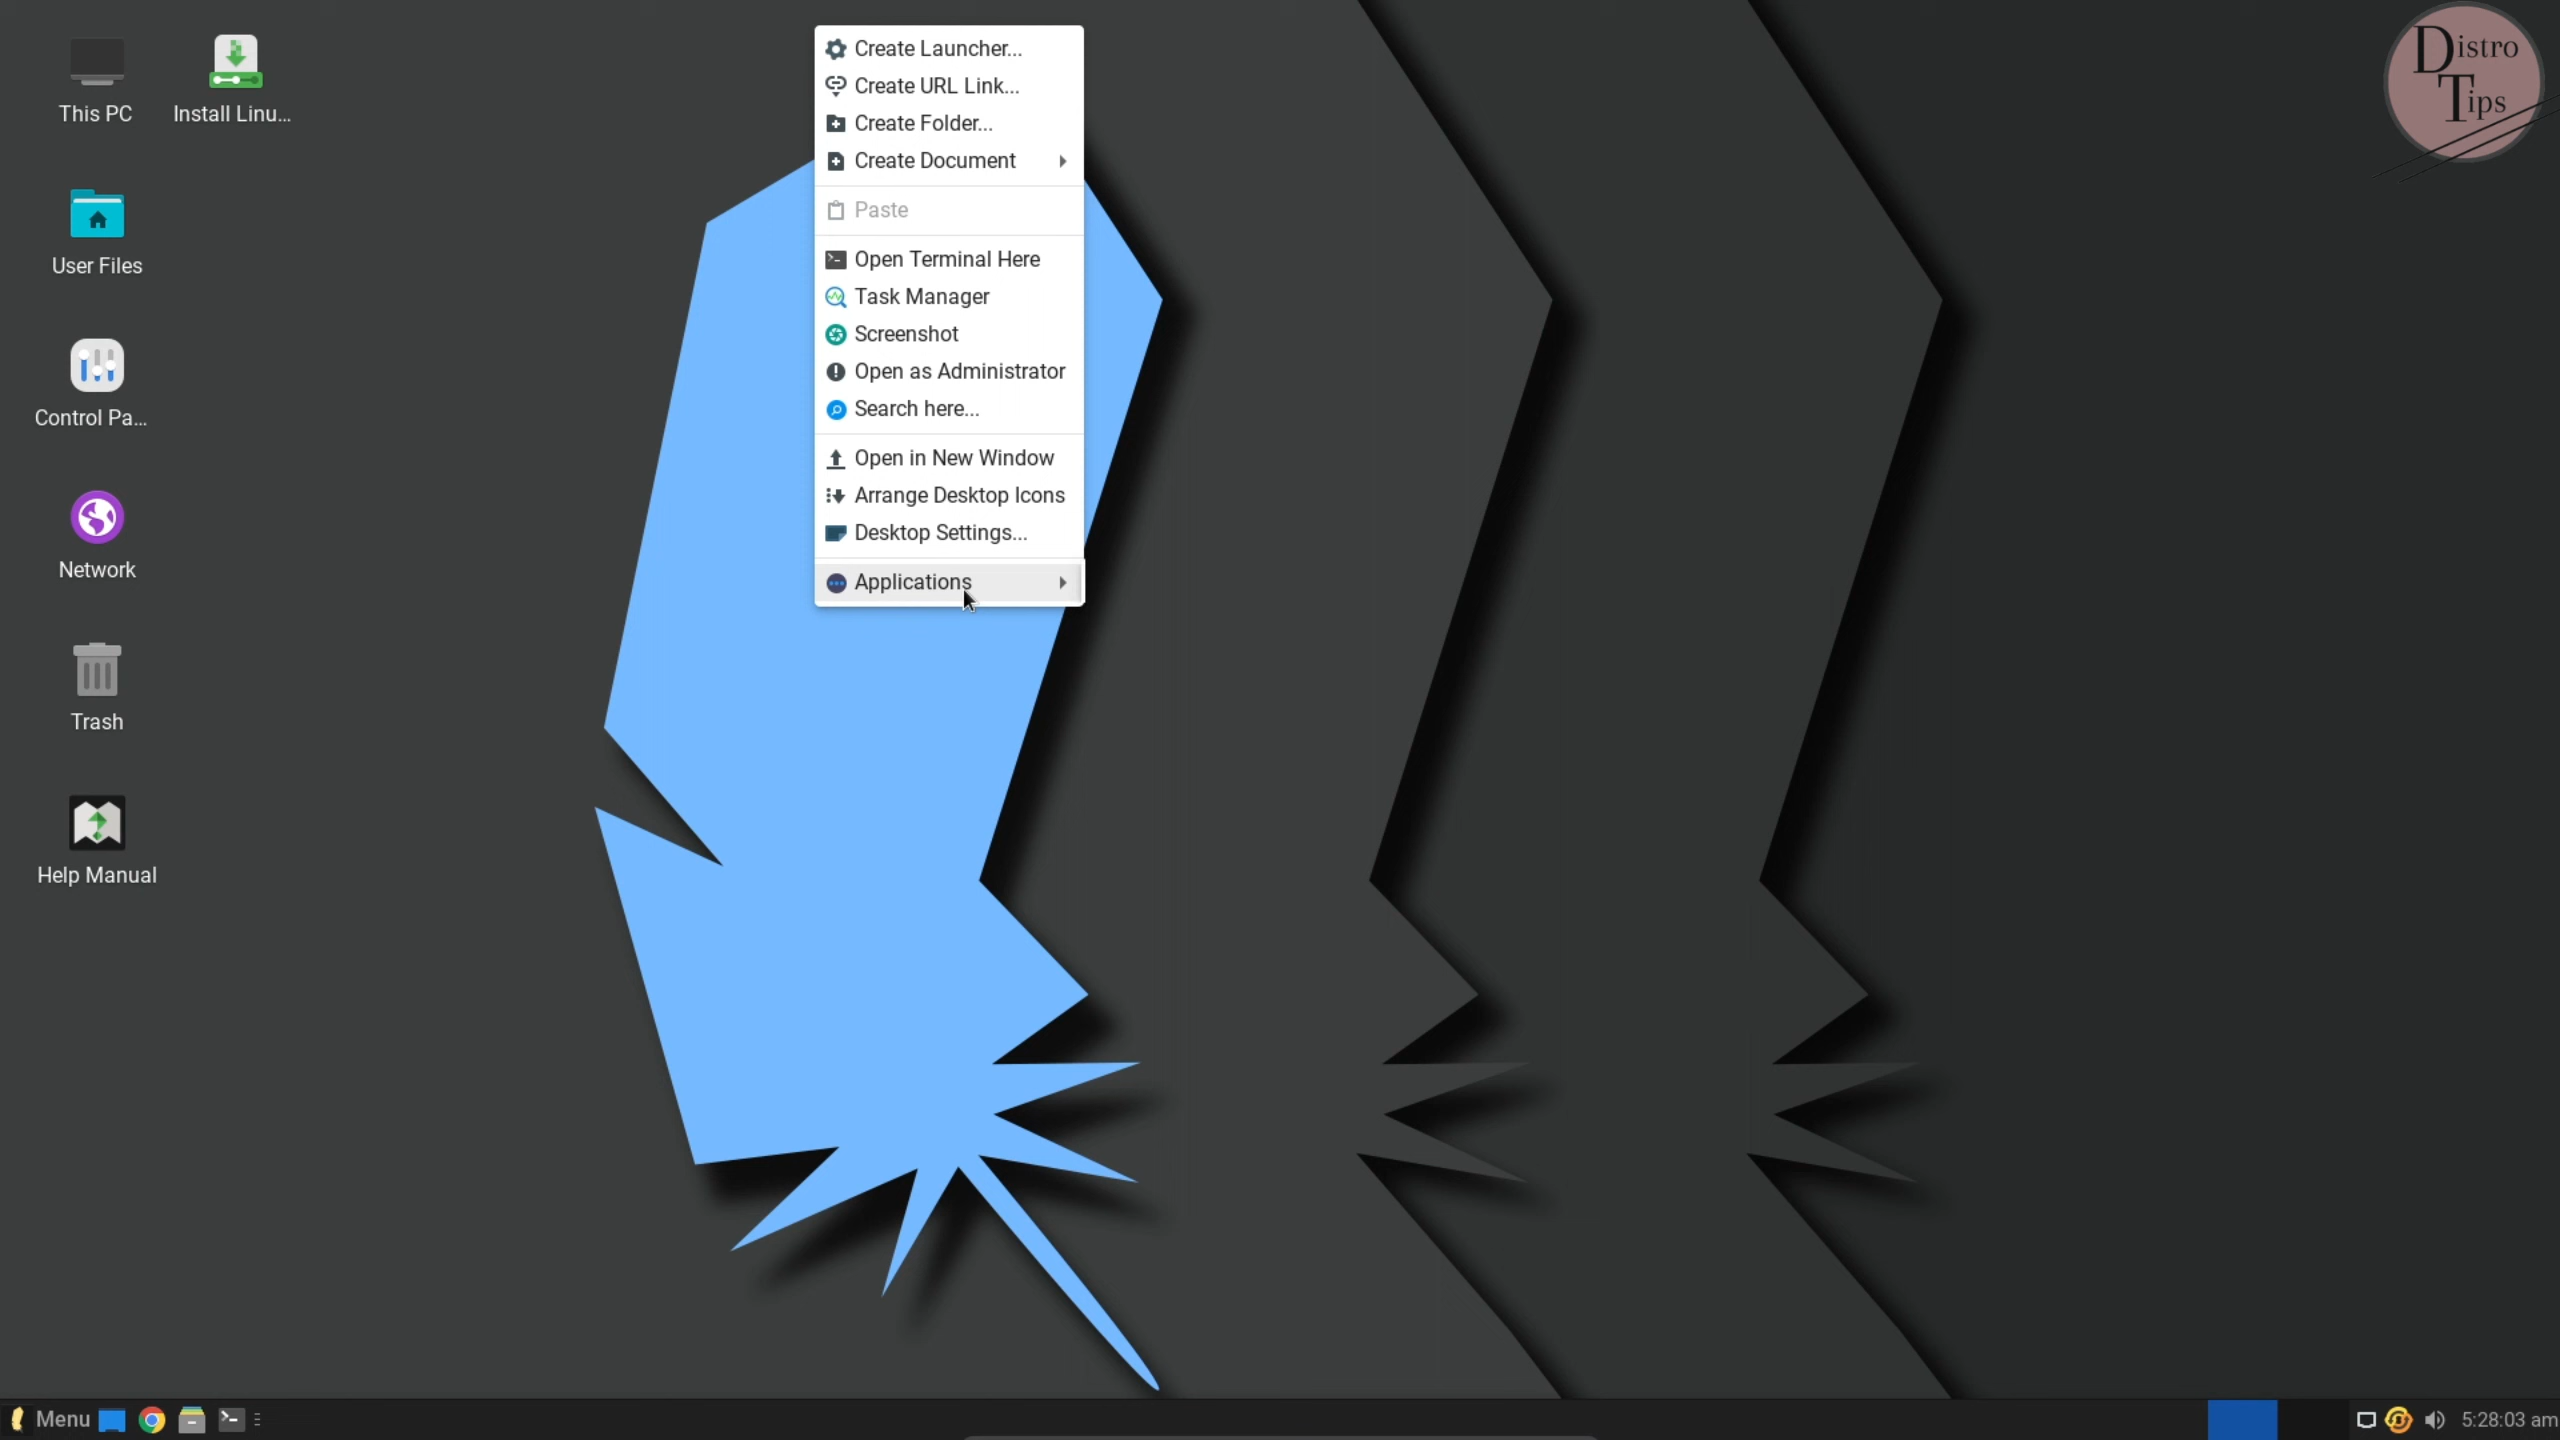 This PC
Install Linu...
User Files
Control Pa...
Network
Trash
Help Manual
Create Launcher...
Create URL Link...
Create Folder...
Create Document
Paste
Open Terminal Here
Task Manager
Screenshot
Open as Administrator
Search here...
Open in New Window
Arrange Desktop Icons
Desktop Settings...
Applications
Distro
Tips
Menu
5:28:03 am